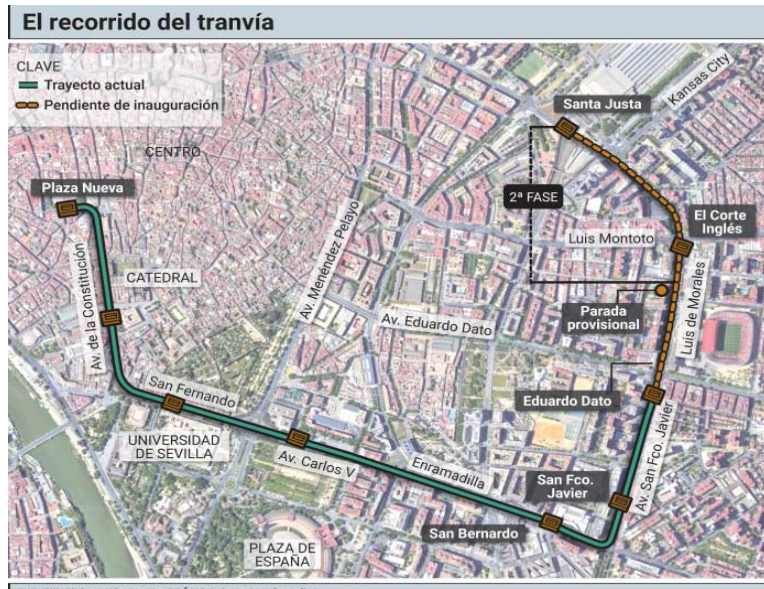 El recorrido del tranvía
CLAVE
Trayecto actual
Pendiente de inauguración
Kansas City
Santa Justa
CENTRO
Plaza Nueva
2ª FASE
El Corte
Inglés
Luis Montoto
Av. Menéndez Pelayo
CATEDRAL
Av. de la Constitución
Parada
provisional
Luis de Morales
Av. Eduardo Dato
San Fernando
Eduardo Dato
UNIVERSIDAD
DE SEVILLA
Av. Carlos V
Enramadilla
Av. San Fco. Javier
San Fco.
Javier
San Bernardo
PLAZA DE
ESPAÑA